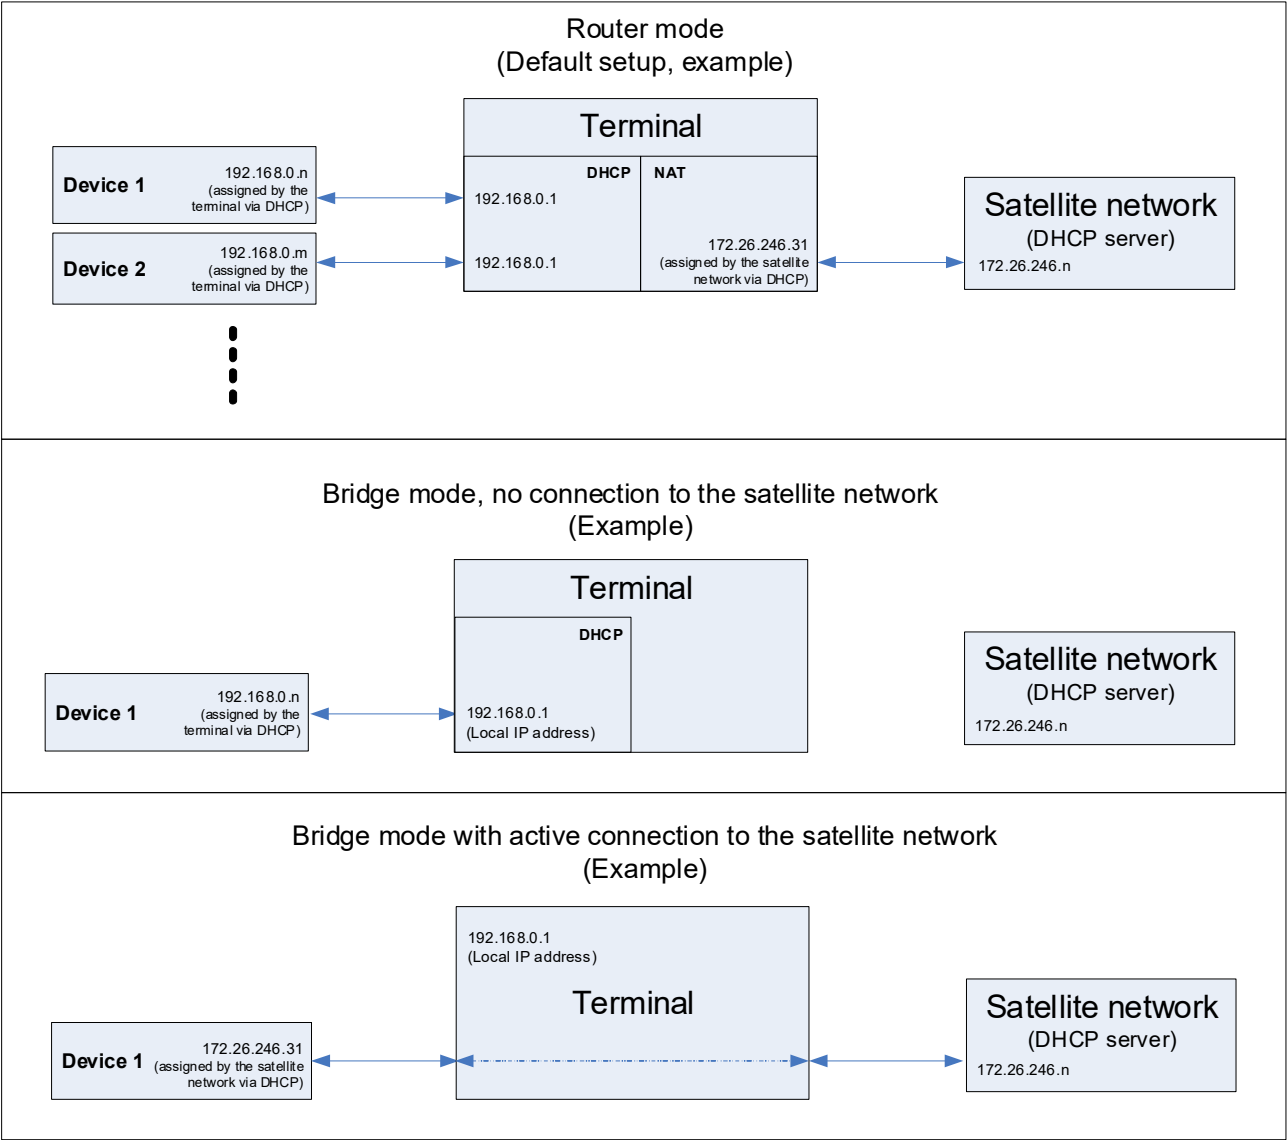 Router mode
(Default setup, example)
Terminal
DHCP
NAT
Device 1
192.168.0.n
(assigned by the
terminal via DHCP)
192.168.0.1
Device 2
192.168.0.m
(assigned by the
terminal via DHCP)
192.168.0.1
172.26.246.31
(assigned by the satellite
network via DHCP)
Satellite network
(DHCP server)
172.26.246.n
Bridge mode, no connection to the satellite network
(Example)
Terminal
DHCP
Device 1
192.168.0.n
(assigned by the
terminal via DHCP)
192.168.0.1
(Local IP address)
Satellite network
(DHCP server)
172.26.246.n
Bridge mode with active connection to the satellite network
(Example)
192.168.0.1
(Local IP address)
Terminal
Device 1
172.26.246.31
(assigned by the satellite
network via DHCP)
Satellite network
(DHCP server)
172.26.246.n